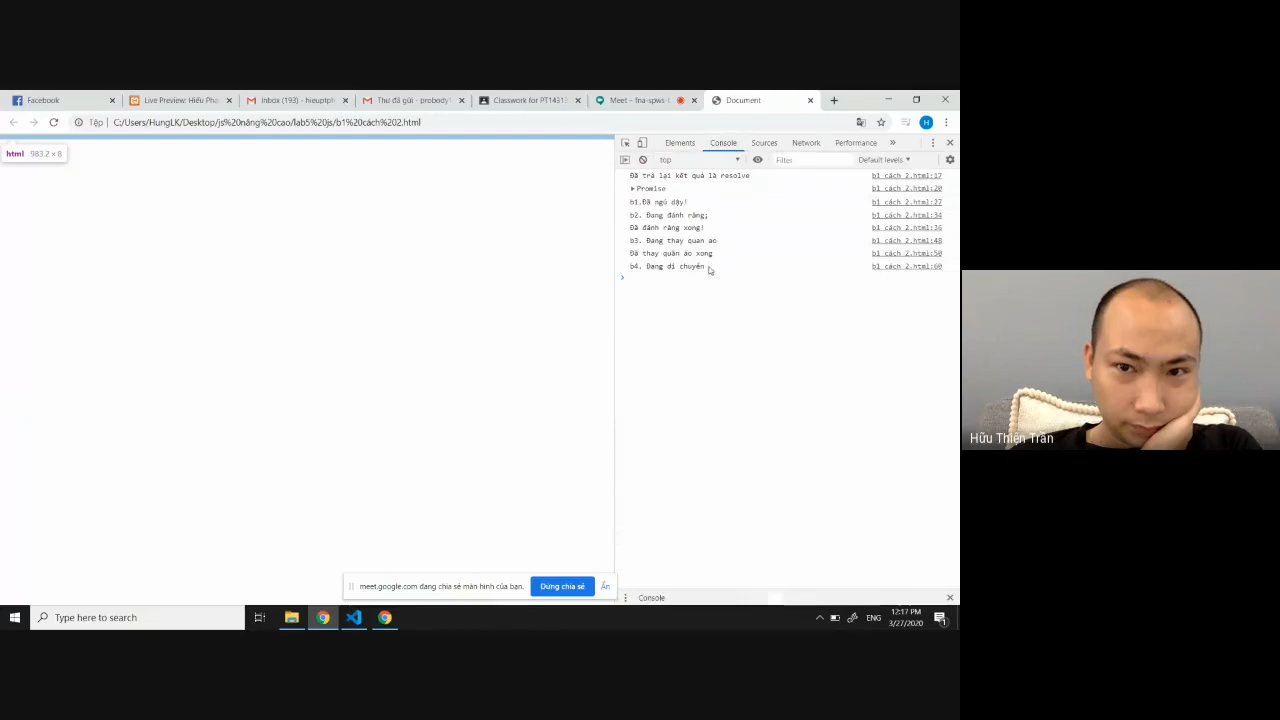 Facebook
Live Preview: Hiếu Pha
Inbox (193) - hieuptph
Thư đã gửi - probody1
Classwork for PT1431
Meet – fna-spws-
Document
Tệp
C:/Users/HungLK/Desktop/js%20nâng%20cao/lab5%20js/b1%20cách%202.html
html 983.2 × 8
Elements
Console
Sources
Network
Performance
»
top
Filter
Default levels
Đã trả lại kết quả là resolve b1 cách 2.html:17
Promise b1 cách 2.html:20
b1.Đã ngủ dậy! b1 cách 2.html:27
b2. Đang đánh răng; b1 cách 2.html:34
Đã đánh răng xong! b1 cách 2.html:36
b3. Đang thay quan ao b1 cách 2.html:48
Đã thay quần áo xong b1 cách 2.html:50
b4. Đang di chuyển b1 cách 2.html:60
Hữu Thiện Trần
meet.google.com đang chia sẻ màn hình của bạn.
Dừng chia sẻ
Ẩn
Console
Type here to search
ENG
12:17 PM
3/27/2020
1